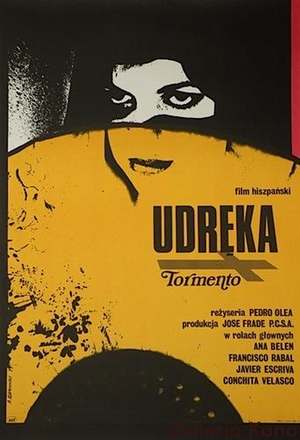 film hiszpański
UDRĘKA
Tormento
reżyseria PEDRO OLEA
produkcja JOSE FRADE P.C.S.A.
w rolach głównych
ANA BELEN
FRANCISCO RABAL
JAVIER ESCRIVA
CONCHITA VELASCO